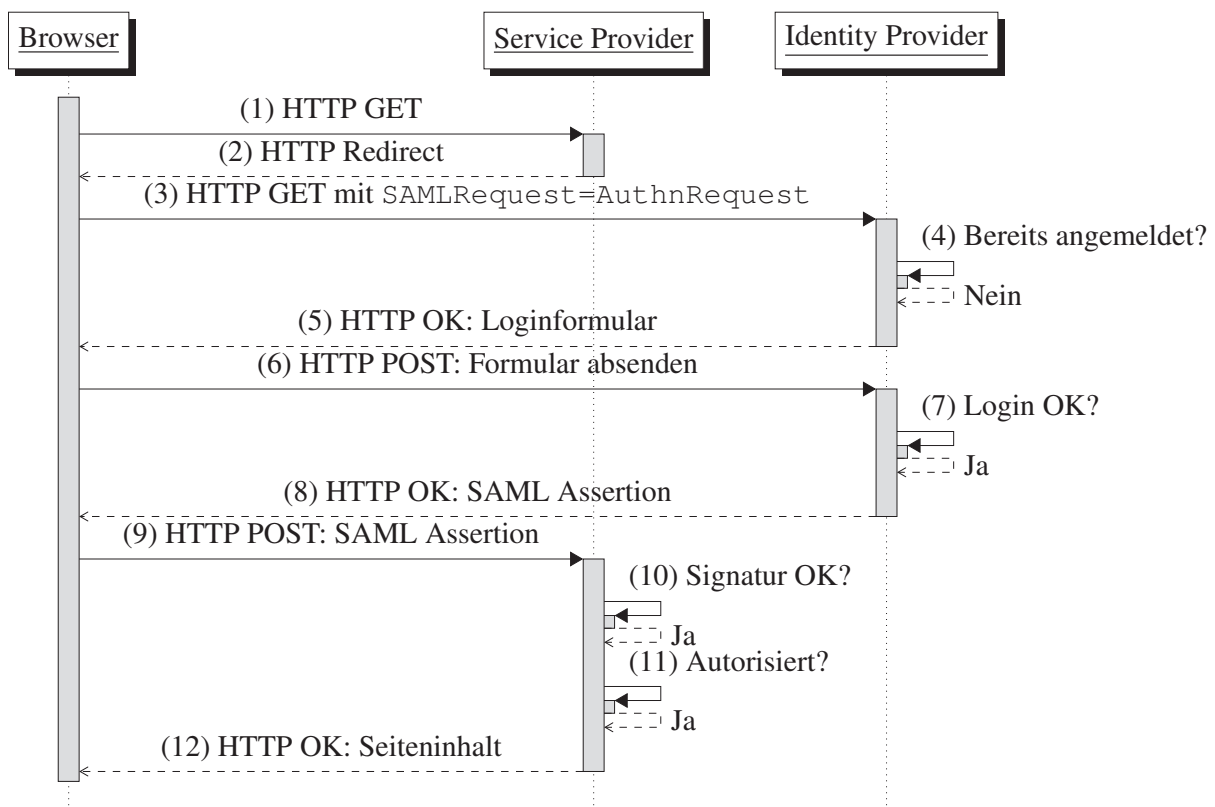 Browser
Service Provider
Identity Provider
(1) HTTP GET
(2) HTTP Redirect
(3) HTTP GET mit SAMLRequest=AuthnRequest
(4) Bereits angemeldet?
Nein
(5) HTTP OK: Loginformular
(6) HTTP POST: Formular absenden
(7) Login OK?
Ja
(8) HTTP OK: SAML Assertion
(9) HTTP POST: SAML Assertion
(10) Signatur OK?
Ja
(11) Autorisiert?
Ja
(12) HTTP OK: Seiteninhalt